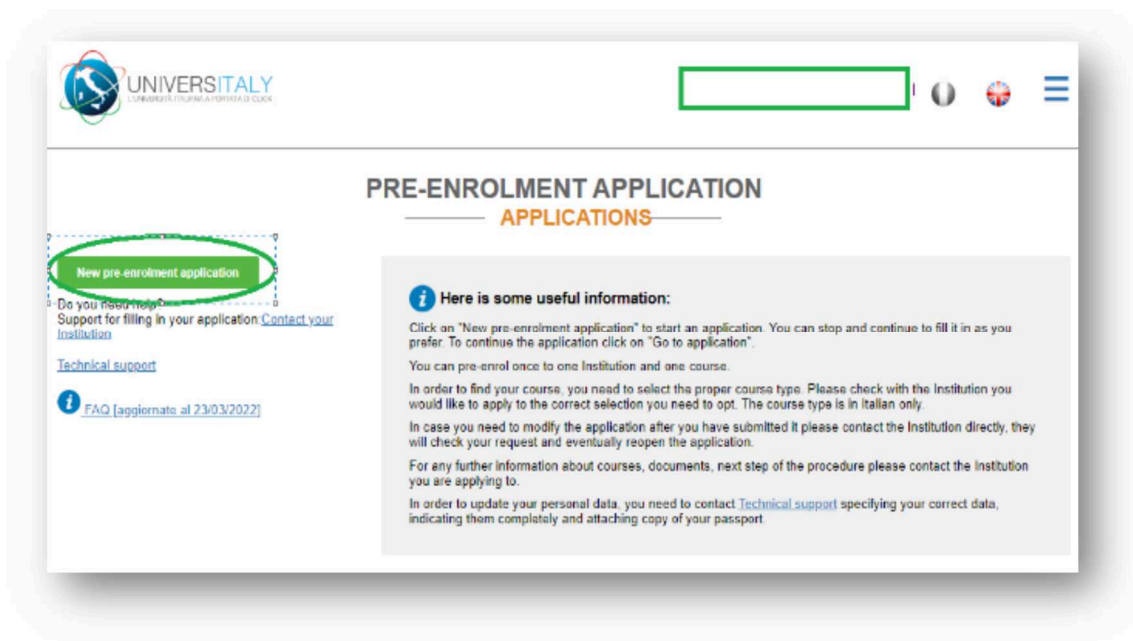 UNIVERSITALY
L'UNIVERSITÀ ITALIANA A PORTATA DI CLICK
PRE-ENROLMENT APPLICATION
APPLICATIONS
New pre-enrolment application
Do you need help?
Support for filling in your application:Contact your
Institution
Technical support
FAQ [aggiornate al 23/03/2022]
Here is some useful information:
Click on "New pre-enrolment application" to start an application. You can stop and continue to fill it in as you
prefer. To continue the application click on "Go to application".
You can pre-enrol once to one Institution and one course.
In order to find your course, you need to select the proper course type. Please check with the Institution you
would like to apply to the correct selection you need to opt. The course type is in Italian only.
In case you need to modify the application after you have submitted it please contact the Institution directly, they
will check your request and eventually reopen the application.
For any further information about courses, documents, next step of the procedure please contact the Institution
you are applying to.
In order to update your personal data, you need to contact Technical support specifying your correct data,
indicating them completely and attaching copy of your passport.